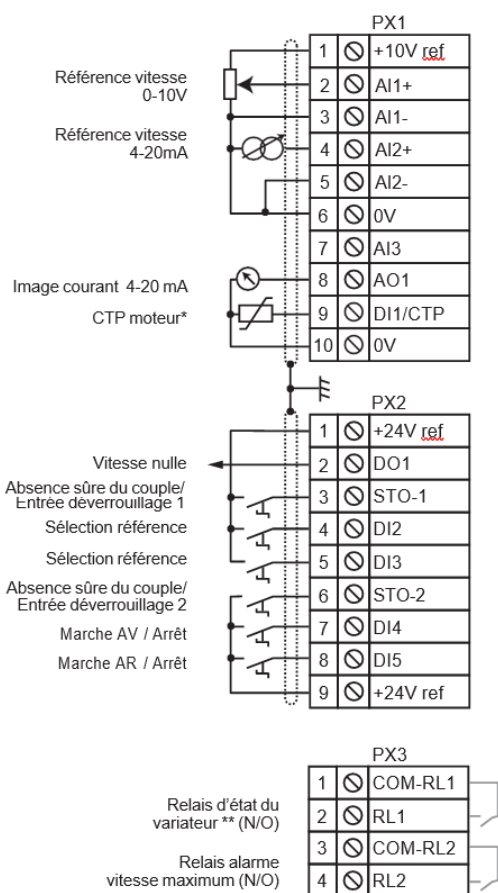 PX1
1 +10V ref
Référence vitesse
0-10V
2 AI1+
3 AI1-
Référence vitesse
4-20mA
4 AI2+
5 AI2-
6 0V
7 AI3
Image courant 4-20 mA
8 AO1
CTP moteur*
9 DI1/CTP
10 0V
PX2
1 +24V ref
Vitesse nulle
2 DO1
Absence sûre du couple/
Entrée déverrouillage 1
3 STO-1
Sélection référence
4 DI2
Sélection référence
5 DI3
Absence sûre du couple/
Entrée déverrouillage 2
6 STO-2
Marche AV / Arrêt
7 DI4
Marche AR / Arrêt
8 DI5
9 +24V ref
PX3
1 COM-RL1
Relais d'état du
variateur ** (N/O)
2 RL1
3 COM-RL2
Relais alarme
vitesse maximum (N/O)
4 RL2